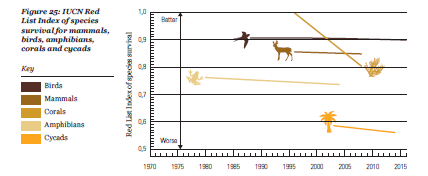 Figure 25: IUCN Red
List Index of species
survival for mammals,
birds, amphibians,
corals and cycads
Key
Birds
Mammals
Corals
Amphibians
Cycads
Red List Index of species survival
1,0
0,9
0,8
0,7
0,6
0,5
Better
Worse
1970 1975 1980 1985 1990 1995 2000 2005 2010 2015